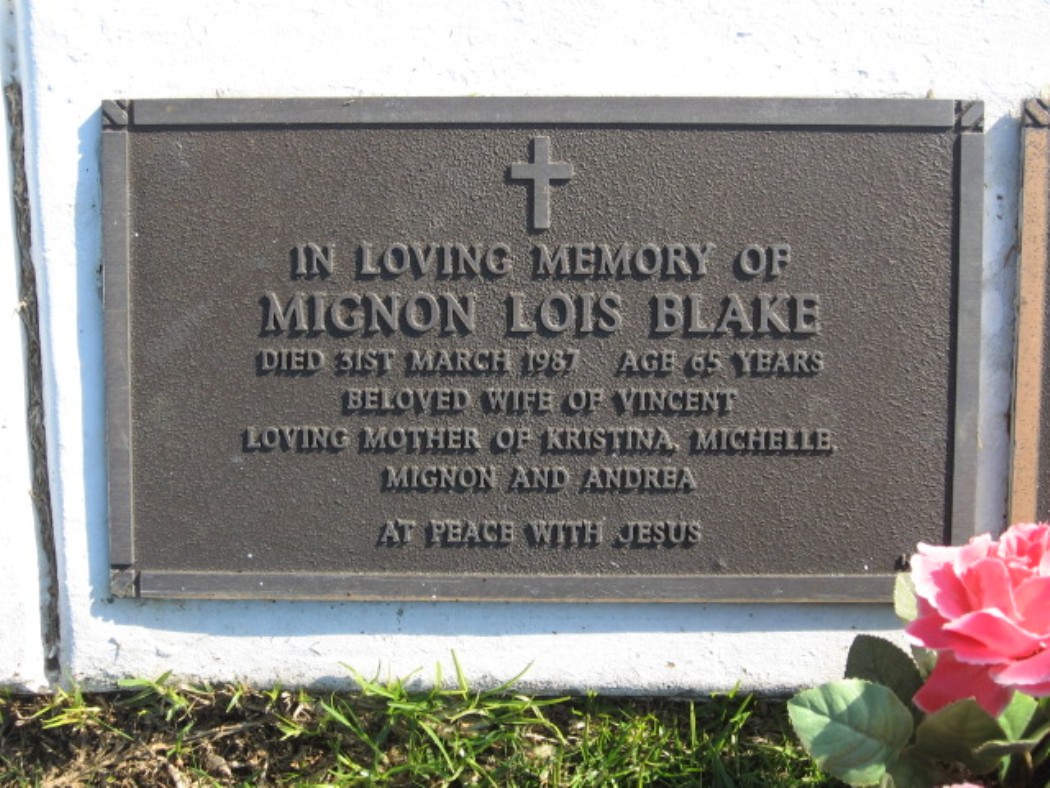 IN LOVING MEMORY OF
MIGNON LOIS BLAKE
DIED 31ST MARCH 1987 AGE 65 YEARS
BELOVED WIFE OF VINCENT
LOVING MOTHER OF KRISTINA, MICHELLE,
MIGNON AND ANDREA
AT PEACE WITH JESUS